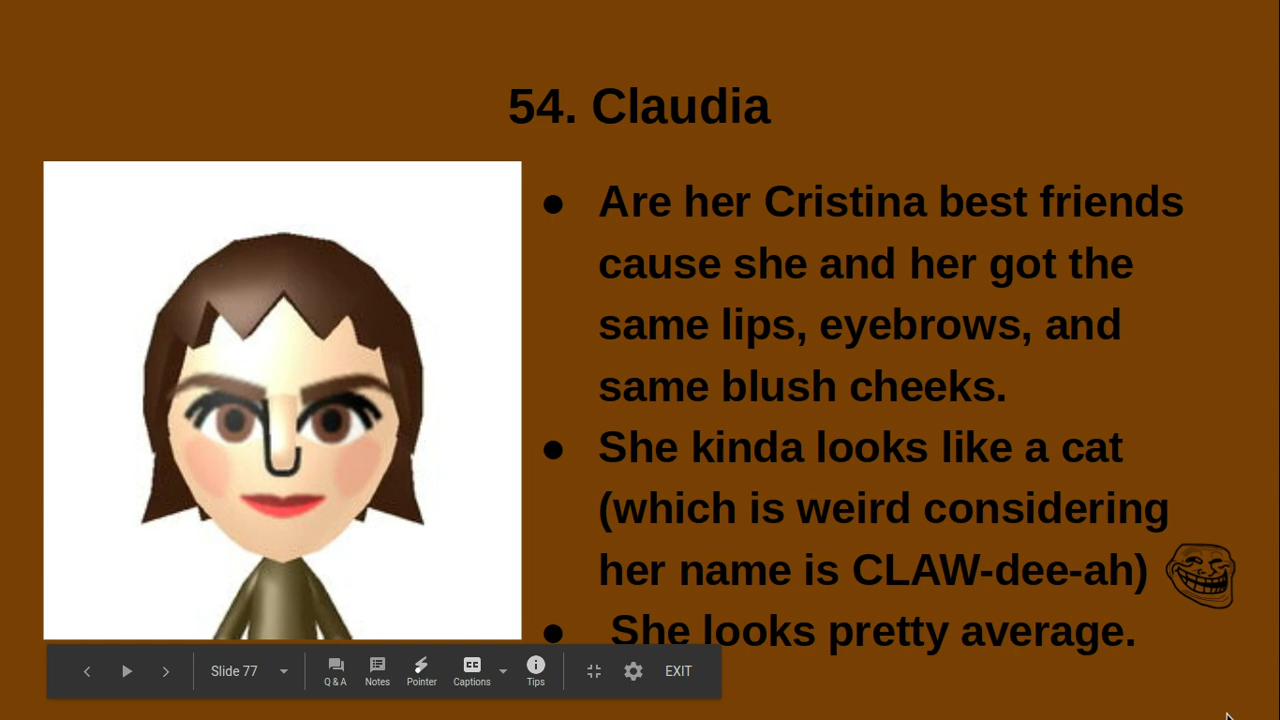 54. Claudia
● Are her Cristina best friends
cause she and her got the
same lips, eyebrows, and
same blush cheeks.
● She kinda looks like a cat
(which is weird considering
her name is CLAW-dee-ah)
● She looks pretty average.
Slide 77
Q & A
Notes
Pointer
CC
Captions
Tips
EXIT